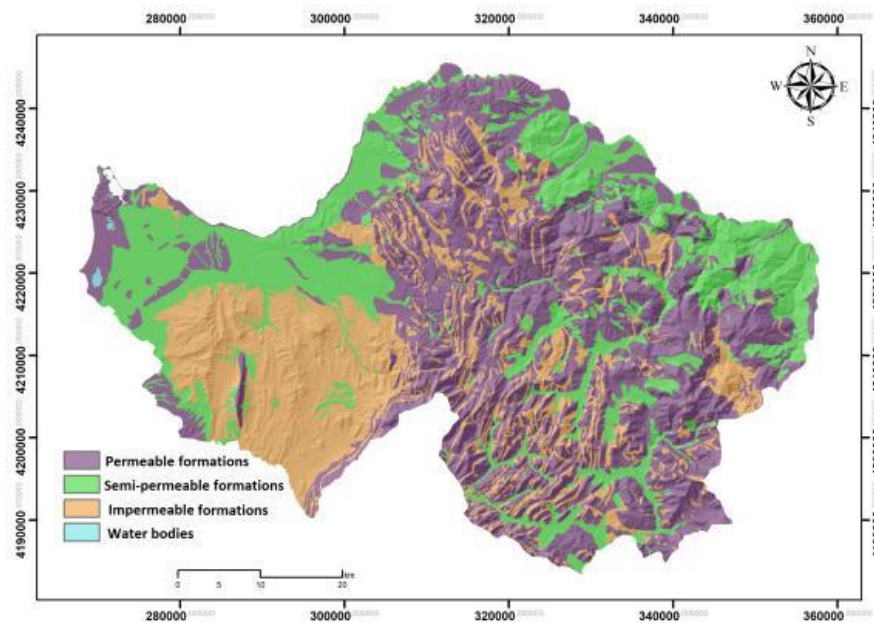 280000 300000 320000 340000 360000
N
W E
S
4240000
4230000
4220000
4210000
4200000
4190000
Permeable formations
Semi-permeable formations
Impermeable formations
Water bodies
0 5 10 20
km
280000 300000 320000 340000 360000